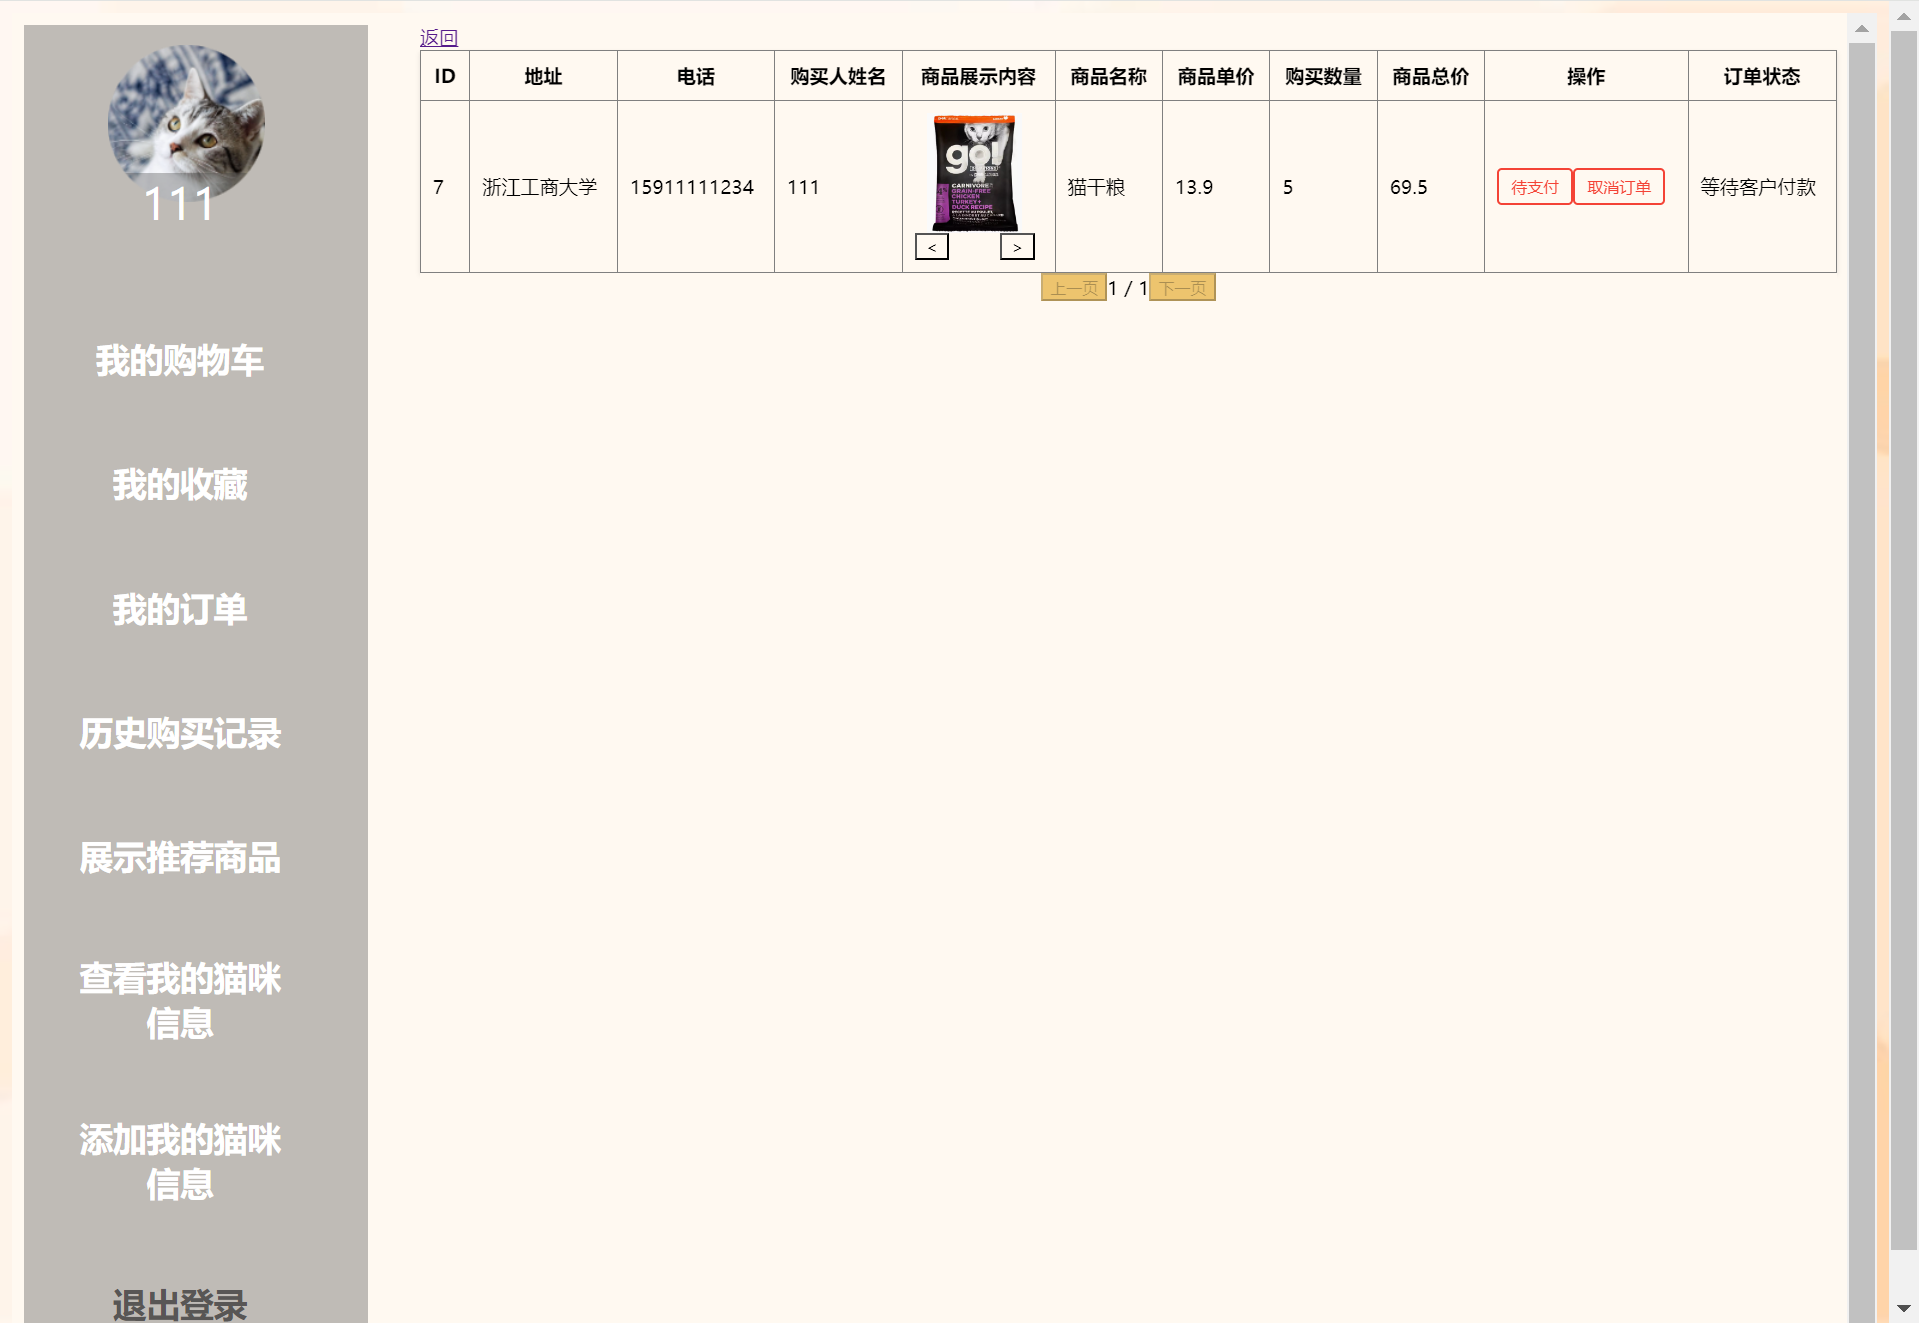 111
我的购物车
我的收藏
我的订单
历史购买记录
展示推荐商品
查看我的猫咪
信息
添加我的猫咪
信息
退出登录
返回
ID 地址 电话 购买人姓名 商品展示内容 商品名称 商品单价 购买数量 商品总价 操作 订单状态
7 浙江工商大学 15911111234 111 猫干粮 13.9 5 69.5 待支付 取消订单 等待客户付款
go!
CARNIVORE
GRAIN-FREE
CHICKEN
TURKEY+
DUCK RECIPE
< >
上一页 1 / 1 下一页